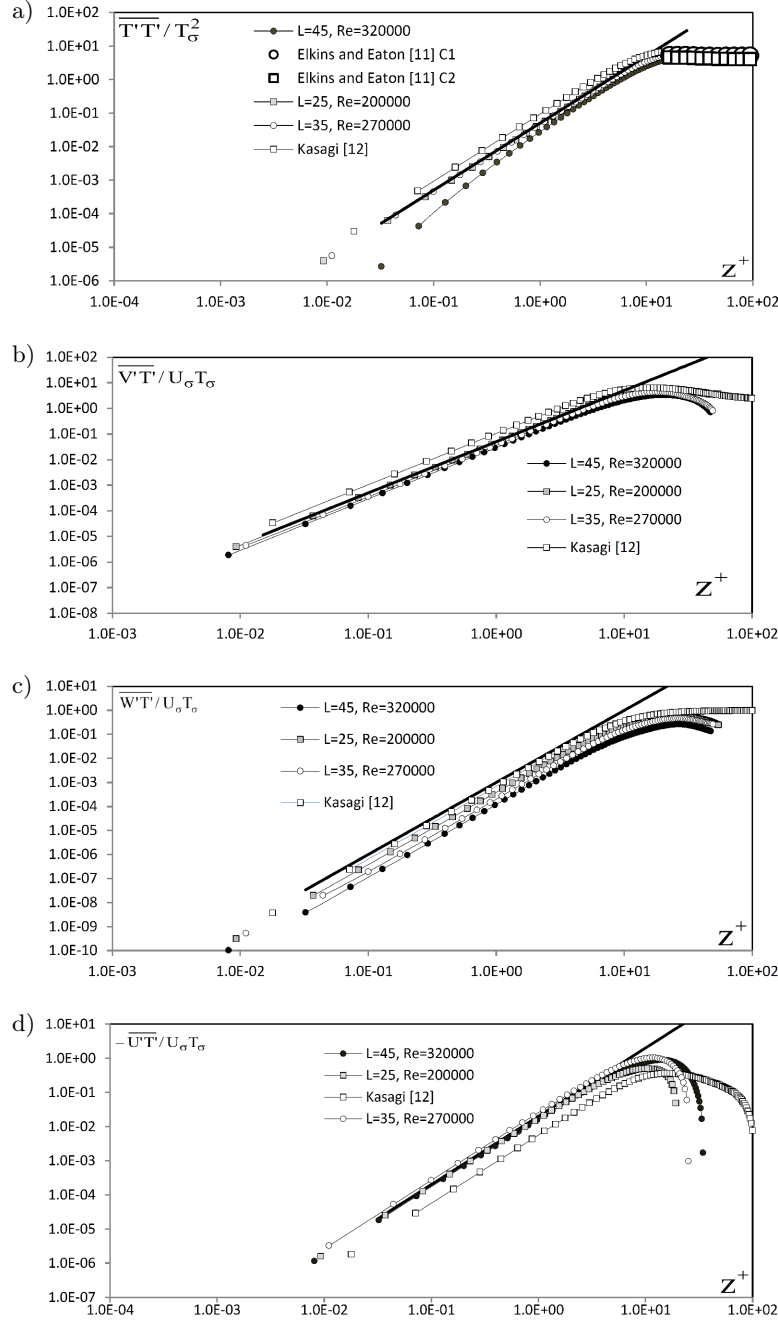 a)
T'T' / T²σ
1.0E+02
1.0E+01
1.0E+00
1.0E-01
1.0E-02
1.0E-03
1.0E-04
1.0E-05
1.0E-06
L=45, Re=320000
Elkins and Eaton [11] C1
Elkins and Eaton [11] C2
L=25, Re=200000
L=35, Re=270000
Kasagi [12]
z+
1.0E-04 1.0E-03 1.0E-02 1.0E-01 1.0E+00 1.0E+01 1.0E+02
b)
V'T' / UσTσ
1.0E+02
1.0E+01
1.0E+00
1.0E-01
1.0E-02
1.0E-03
1.0E-04
1.0E-05
1.0E-06
1.0E-07
1.0E-08
L=45, Re=320000
L=25, Re=200000
L=35, Re=270000
Kasagi [12]
z+
1.0E-03 1.0E-02 1.0E-01 1.0E+00 1.0E+01 1.0E+02
c)
W'T' / UσTσ
1.0E+01
1.0E+00
1.0E-01
1.0E-02
1.0E-03
1.0E-04
1.0E-05
1.0E-06
1.0E-07
1.0E-08
1.0E-09
1.0E-10
L=45, Re=320000
L=25, Re=200000
L=35, Re=270000
Kasagi [12]
z+
1.0E-03 1.0E-02 1.0E-01 1.0E+00 1.0E+01 1.0E+02
d)
− U'T' / UσTσ
1.0E+01
1.0E+00
1.0E-01
1.0E-02
1.0E-03
1.0E-04
1.0E-05
1.0E-06
1.0E-07
L=45, Re=320000
L=25, Re=200000
Kasagi [12]
L=35, Re=270000
z+
1.0E-04 1.0E-03 1.0E-02 1.0E-01 1.0E+00 1.0E+01 1.0E+02